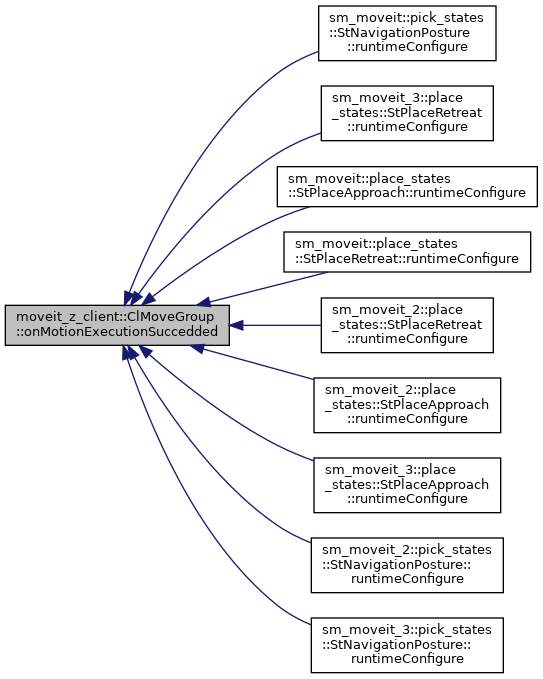 sm_moveit::pick_states
::StNavigationPosture
::runtimeConfigure
sm_moveit_3::place
_states::StPlaceRetreat
::runtimeConfigure
sm_moveit::place_states
::StPlaceApproach::runtimeConfigure
sm_moveit::place_states
::StPlaceRetreat::runtimeConfigure
moveit_z_client::ClMoveGroup
::onMotionExecutionSuccedded
sm_moveit_2::place
_states::StPlaceRetreat
::runtimeConfigure
sm_moveit_2::place
_states::StPlaceApproach
::runtimeConfigure
sm_moveit_3::place
_states::StPlaceApproach
::runtimeConfigure
sm_moveit_2::pick_states
::StNavigationPosture::
runtimeConfigure
sm_moveit_3::pick_states
::StNavigationPosture::
runtimeConfigure